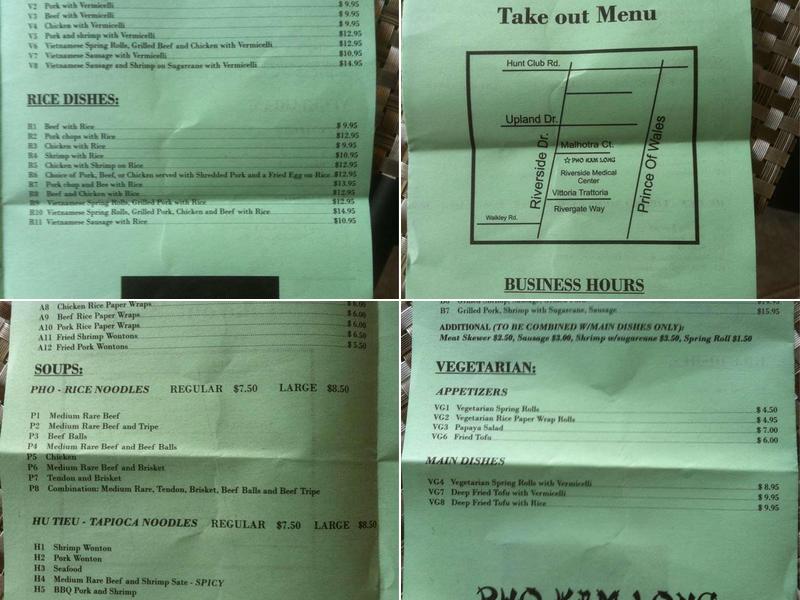 V2 Pork with Vermicelli $ 9.95
V3 Beef with Vermicelli $ 9.95
V4 Chicken with Vermicelli $ 9.95
V5 Pork and shrimp with Vermicelli $12.95
V6 Vietnamese Spring Rolls, Grilled Beef and Chicken with Vermicelli $12.95
V7 Vietnamese Sausage with Vermicelli $10.95
V8 Vietnamese Sausage and Shrimp on Sugarcane with Vermicelli $14.95
RICE DISHES:
R1 Beef with Rice $ 9.95
R2 Pork chops with Rice $12.95
R3 Chicken with Rice $ 9.95
R4 Shrimp with Rice $10.95
R5 Chicken with Shrimp on Rice $12.95
R6 Choice of Pork, Beef, or Chicken served with Shredded Pork and a Fried Egg on Rice $12.95
R7 Pork chop and Bee with Rice $13.95
R8 Beef and Chicken with Rice $12.95
R9 Vietnamese Spring Rolls, Grilled Pork with Rice $12.95
R10 Vietnamese Spring Rolls, Grilled Pork, Chicken and Beef with Rice $14.95
R11 Vietnamese Sausage with Rice $10.95
Take out Menu
Hunt Club Rd.
Upland Dr.
Riverside Dr.
Malhotra Ct.
☆ PHO KAM LONG
Riverside Medical
Center
Vittoria Trattoria
Rivergate Way
Walkley Rd.
Prince Of Wales
BUSINESS HOURS
A8 Chicken Rice Paper Wraps $6.00
A9 Beef Rice Paper Wraps $6.00
A10 Pork Rice Paper Wraps $6.00
A11 Fried Shrimp Wontons $6.50
A12 Fried Pork Wontons $5.50
SOUPS:
PHO - RICE NOODLES REGULAR $7.50 LARGE $8.50
P1 Medium Rare Beef
P2 Medium Rare Beef and Tripe
P3 Beef Balls
P4 Medium Rare Beef and Beef Balls
P5 Chicken
P6 Medium Rare Beef and Brisket
P7 Tendon and Brisket
P8 Combination: Medium Rare, Tendon, Brisket, Beef Balls and Beef Tripe
HU TIEU - TAPIOCA NOODLES REGULAR $7.50 LARGE $8.50
H1 Shrimp Wonton
H2 Pork Wonton
H3 Seafood
H4 Medium Rare Beef and Shrimp Sate - SPICY
H5 BBQ Pork and Shrimp
B6 Grilled Shrimp, Sausage,
B7 Grilled Pork, Shrimp with Sugarcane, Sausage $15.95
ADDITIONAL (TO BE COMBINED W/MAIN DISHES ONLY):
Meat Skewer $2.50, Sausage $3.00, Shrimp w/sugarcane $3.50, Spring Roll $1.50
VEGETARIAN:
APPETIZERS
VG1 Vegetarian Spring Rolls $ 4.50
VG2 Vegetarian Rice Paper Wrap Rolls $ 4.95
VG3 Papaya Salad $ 7.00
VG6 Fried Tofu $ 6.00
MAIN DISHES
VG4 Vegetarian Spring Rolls with Vermicelli $ 8.95
VG7 Deep Fried Tofu with Vermicelli $ 9.95
VG8 Deep Fried Tofu with Rice $ 9.95
PHO KAM LONG